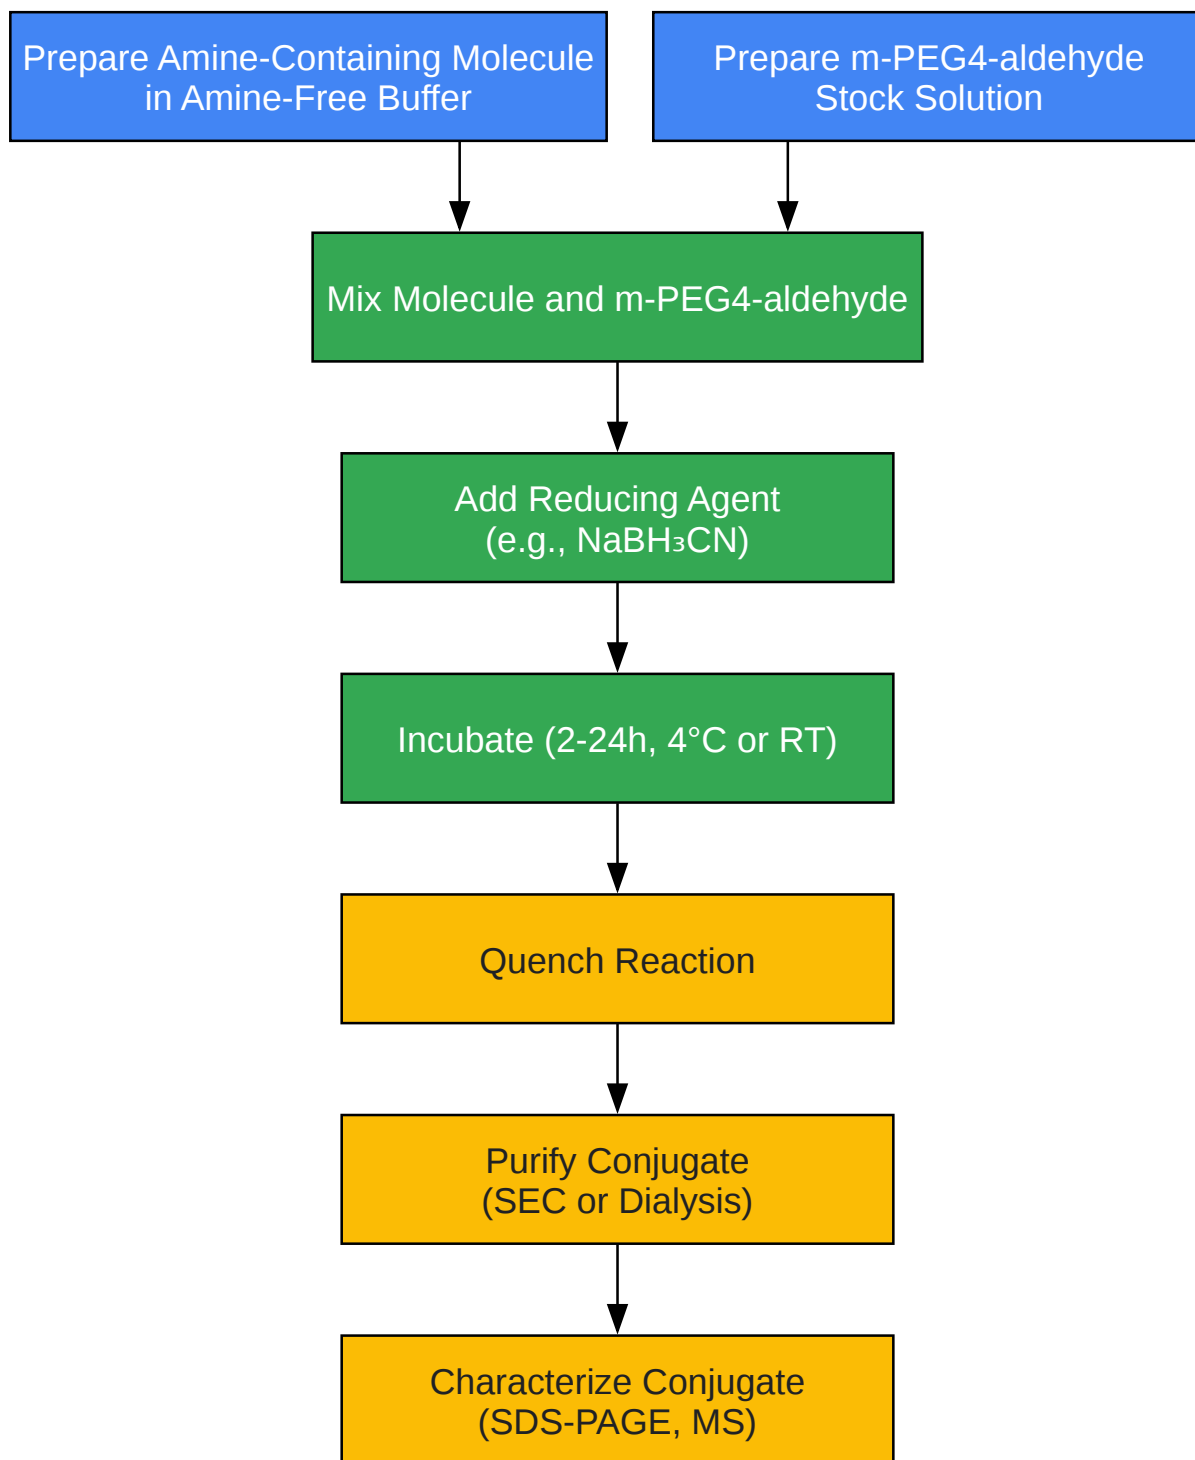 Prepare Amine-Containing Molecule
in Amine-Free Buffer
Prepare m-PEG4-aldehyde
Stock Solution
Mix Molecule and m-PEG4-aldehyde
Add Reducing Agent
(e.g., NaBH₃CN)
Incubate (2-24h, 4°C or RT)
Quench Reaction
Purify Conjugate
(SEC or Dialysis)
Characterize Conjugate
(SDS-PAGE, MS)